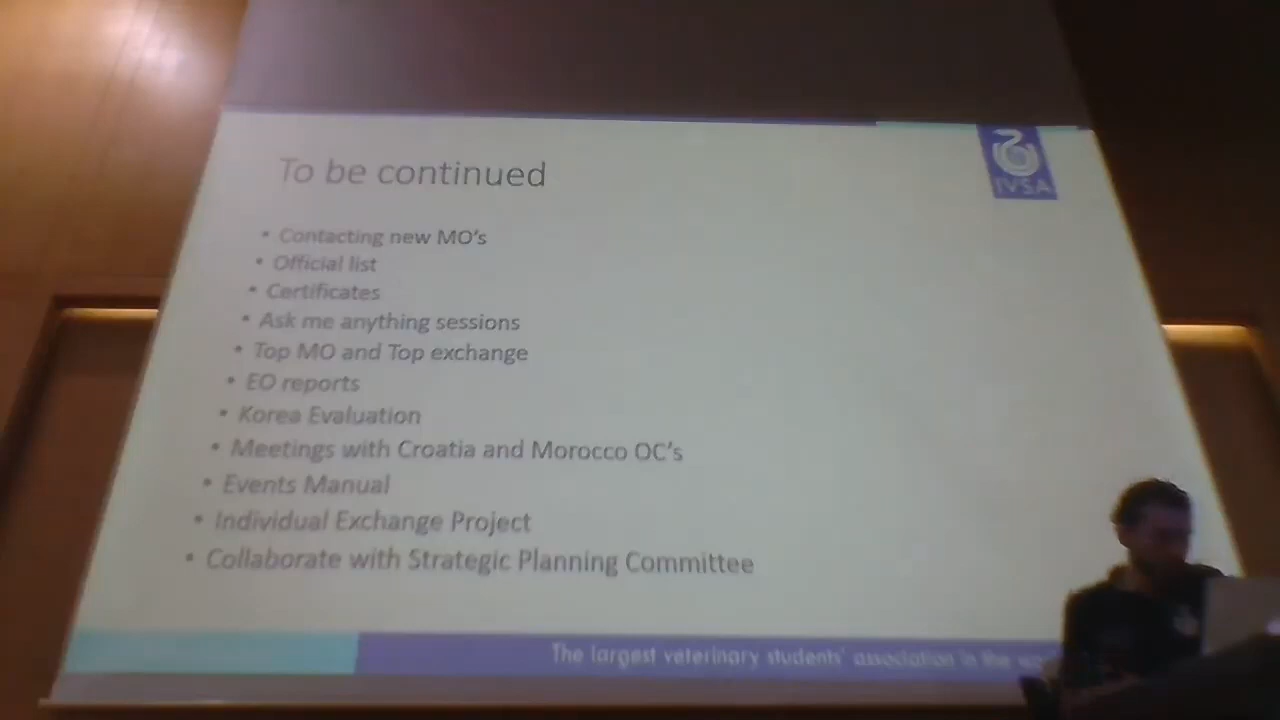 To be continued
IVSA
• Contacting new MO's
• Official list
• Certificates
• Ask me anything sessions
• Top MO and Top exchange
• EO reports
• Korea Evaluation
• Meetings with Croatia and Morocco OC's
• Events Manual
• Individual Exchange Project
• Collaborate with Strategic Planning Committee
The largest veterinary students' association in the